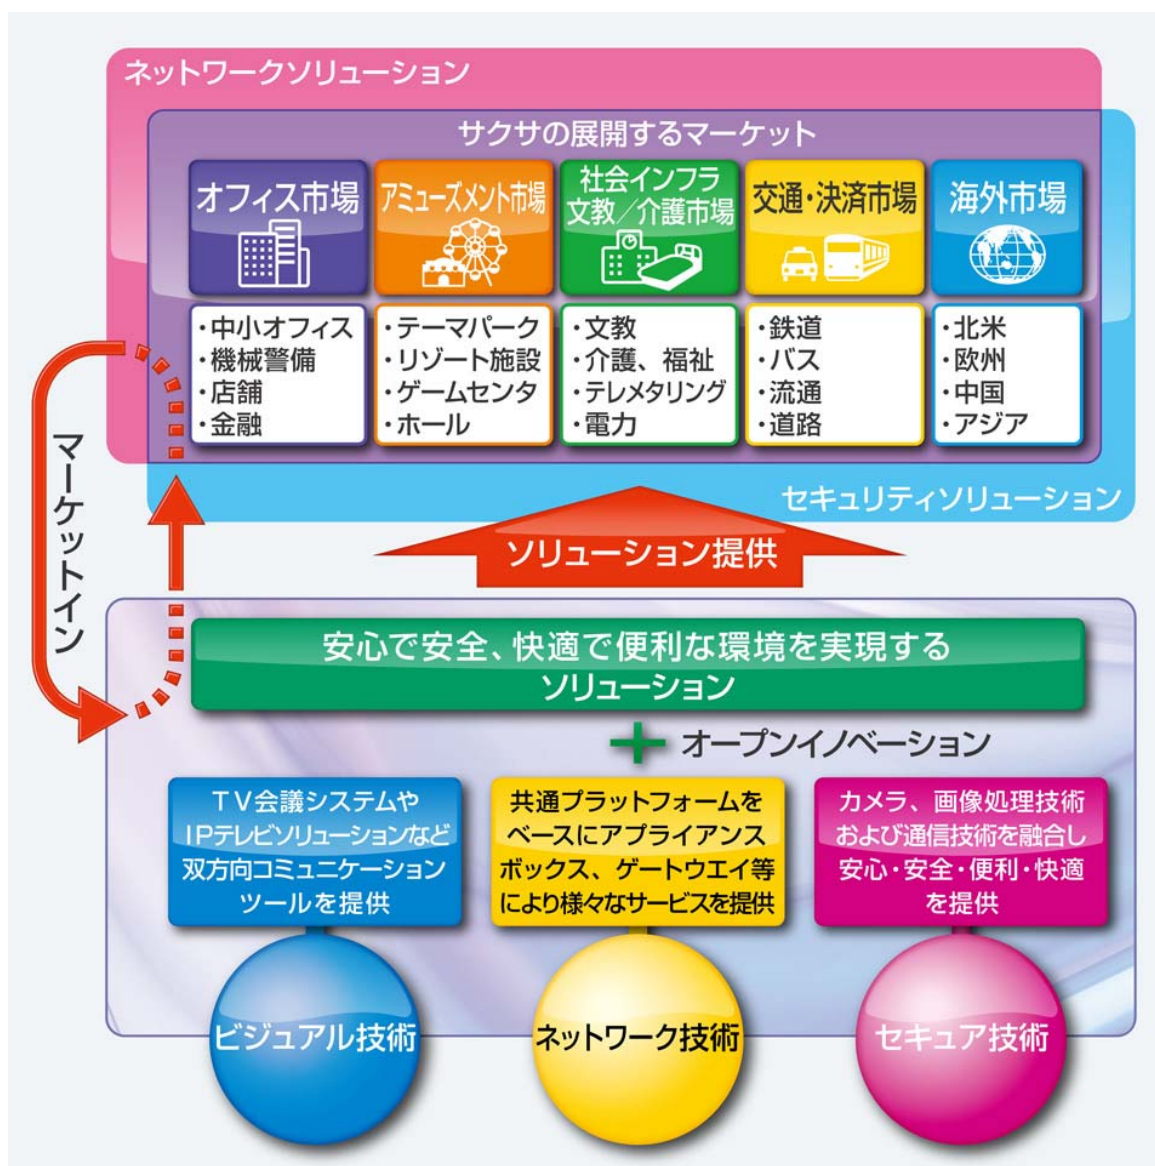 ネットワークソリューション
サクサの展開するマーケット
オフィス市場
アミューズメント市場
社会インフラ
文教／介護市場
交通・決済市場
海外市場
・中小オフィス
・機械警備
・店舗
・金融
・テーマパーク
・リゾート施設
・ゲームセンタ
・ホール
・文教
・介護、福祉
・テレメタリング
・電力
・鉄道
・バス
・流通
・道路
・北米
・欧州
・中国
・アジア
セキュリティソリューション
マーケットイン
ソリューション提供
安心で安全、快適で便利な環境を実現する
ソリューション
+ オープンイノベーション
TV会議システムや
IPテレビソリューションなど
双方向コミュニケーション
ツールを提供
共通プラットフォームを
ベースにアプライアンス
ボックス、ゲートウエイ等
により様々なサービスを提供
カメラ、画像処理技術
および通信技術を融合し
安心・安全・便利・快適
を提供
ビジュアル技術
ネットワーク技術
セキュア技術